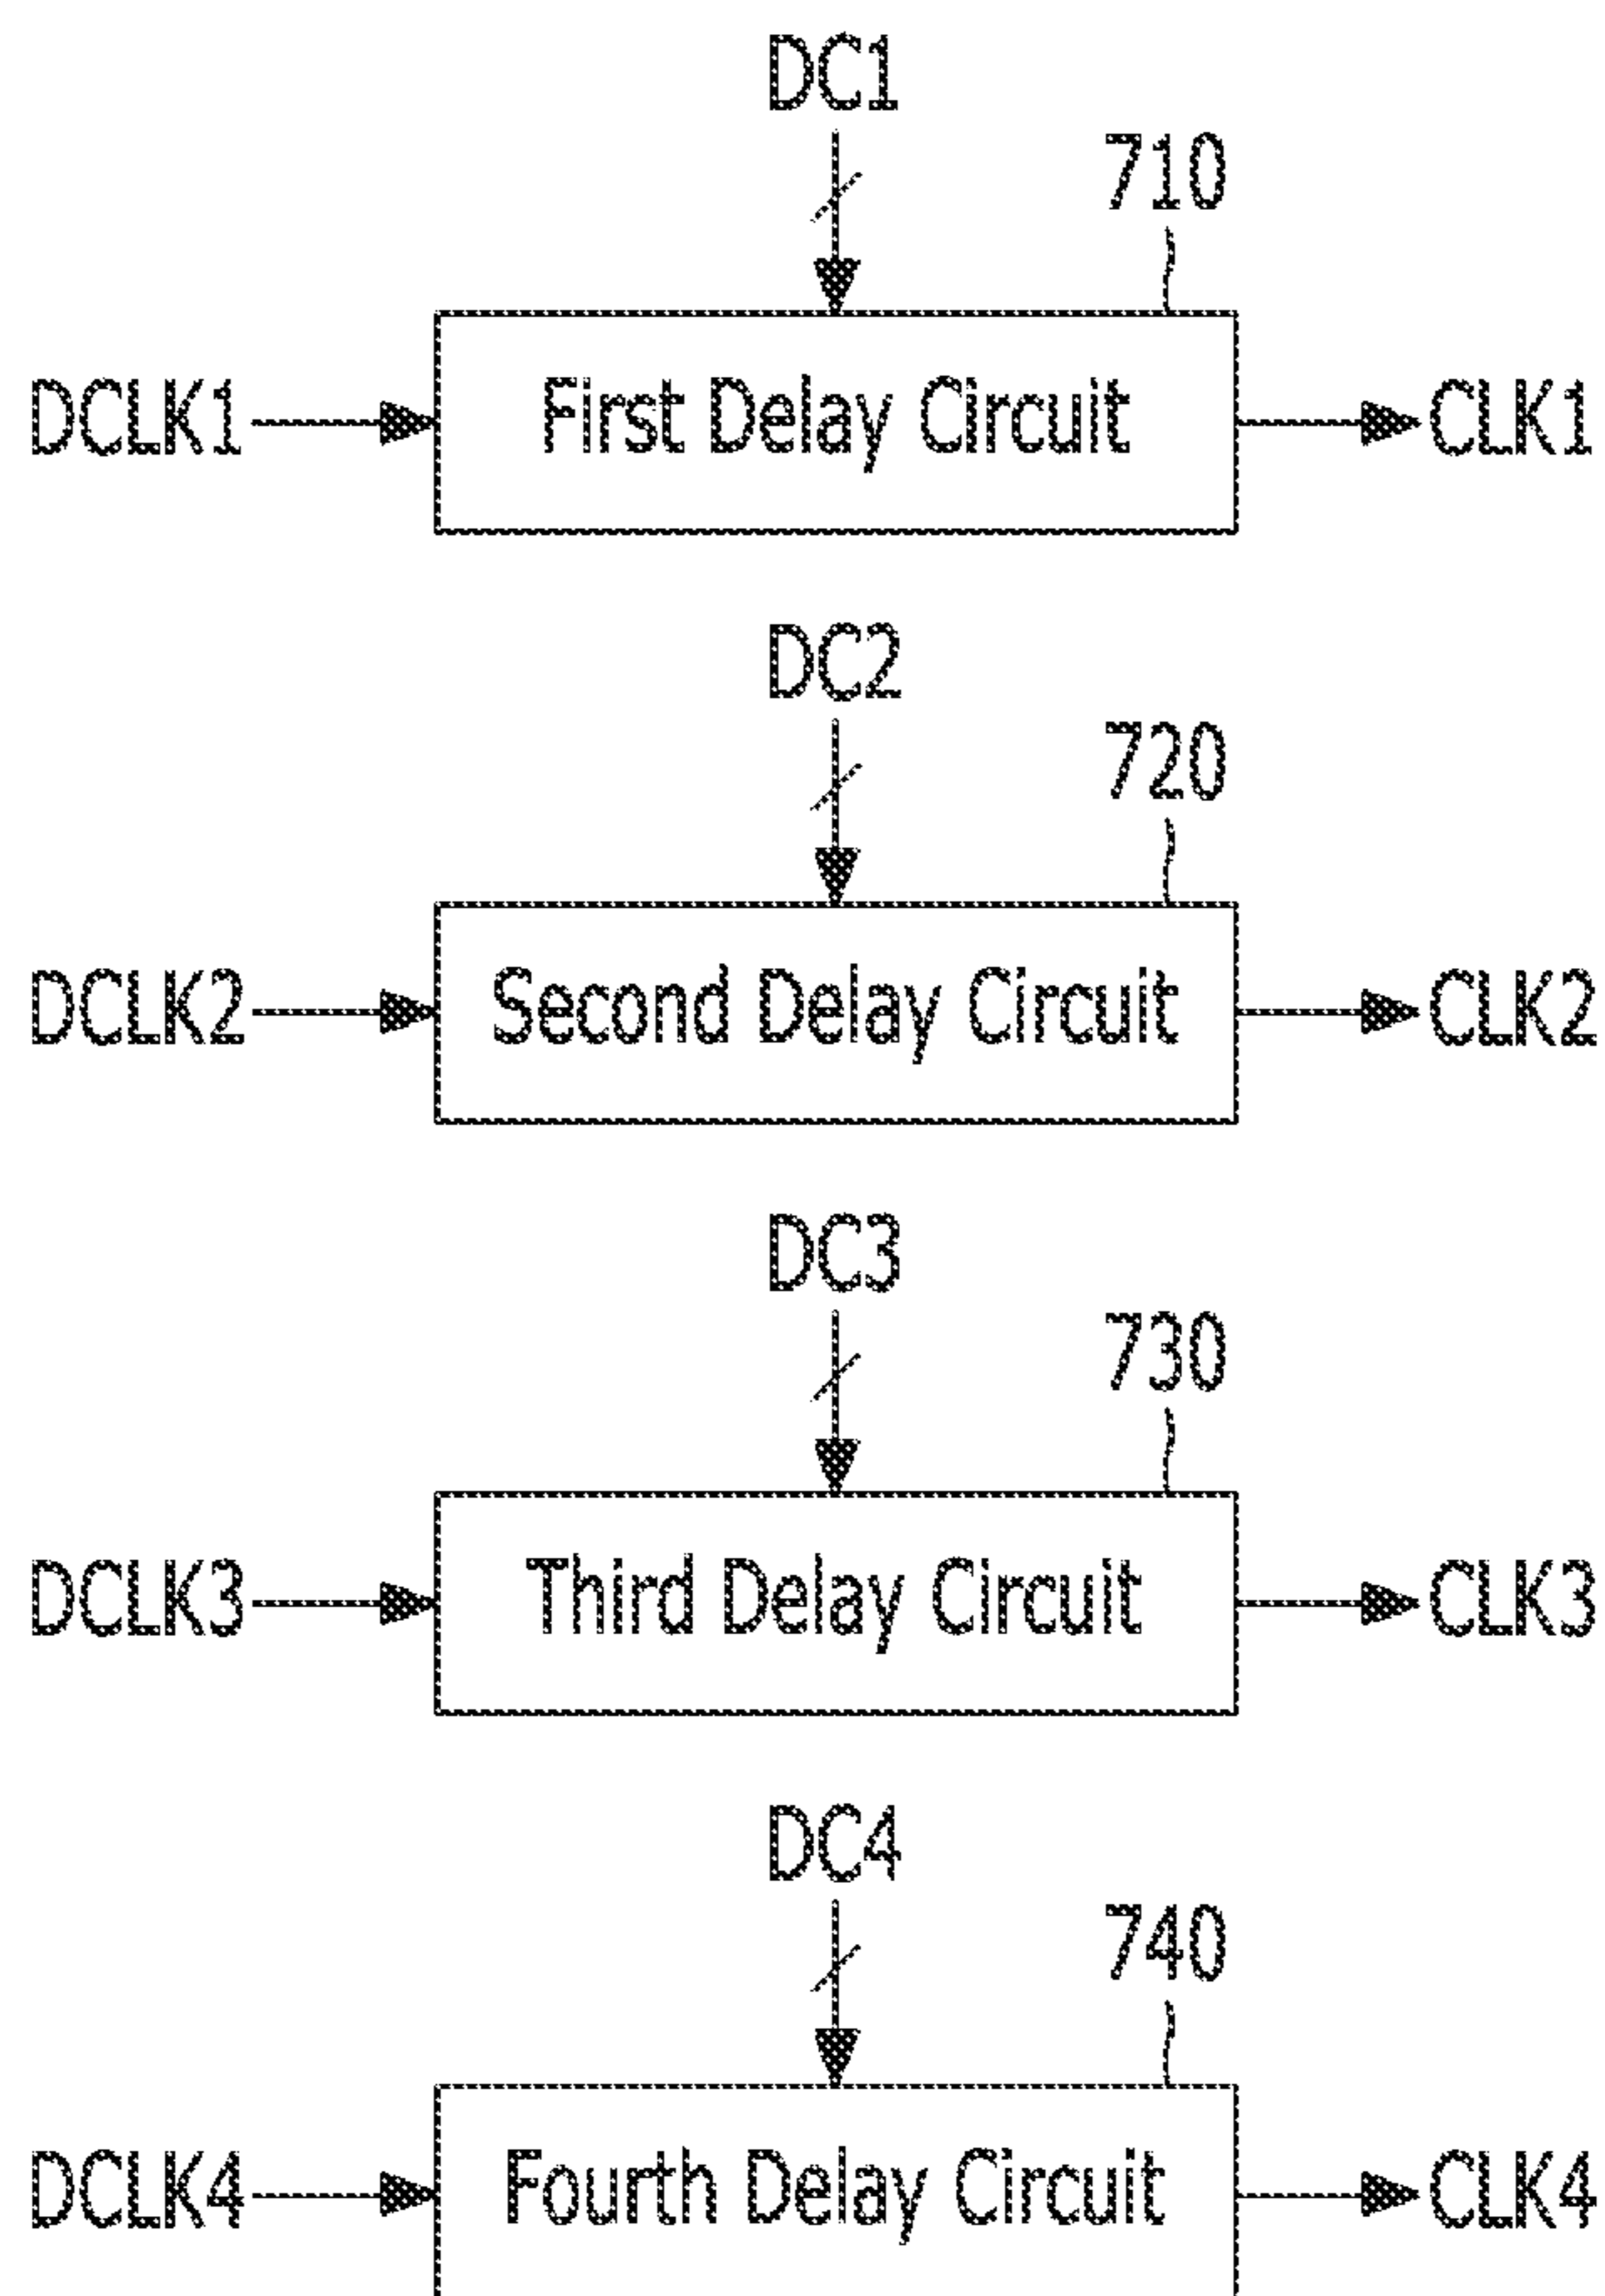 DC1
710
DCLK1 First Delay Circuit CLK1
DC2
720
DCLK2 Second Delay Circuit CLK2
DC3
730
DCLK3 Third Delay Circuit CLK3
DC4
740
DCLK4 Fourth Delay Circuit CLK4